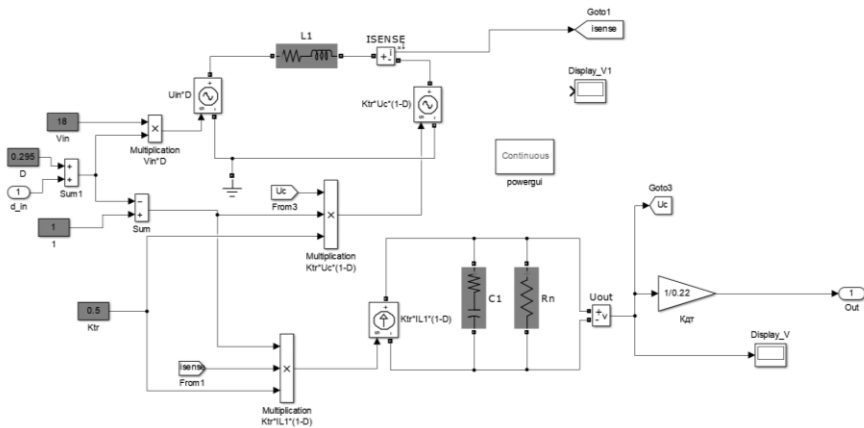 Goto1
isense
L1
ISENSE
+
-
i
Display_V1
Uin*D
Ktr*Uc*(1-D)
18
Vin
×
Multiplication
Vin*D
Continuous
powergui
0.295
D
+
+
Sum1
1
d_in
−
+
Sum
1
1
Uc
From3
×
Multiplication
Ktr*Uc*(1-D)
Goto3
Uc
0.5
Ktr
Ktr*IL1*(1-D)
C1
Rn
Uout
+
-
v
1/0.22
Кдт
1
Out
Display_V
isense
From1
×
Multiplication
Ktr*IL1*(1-D)